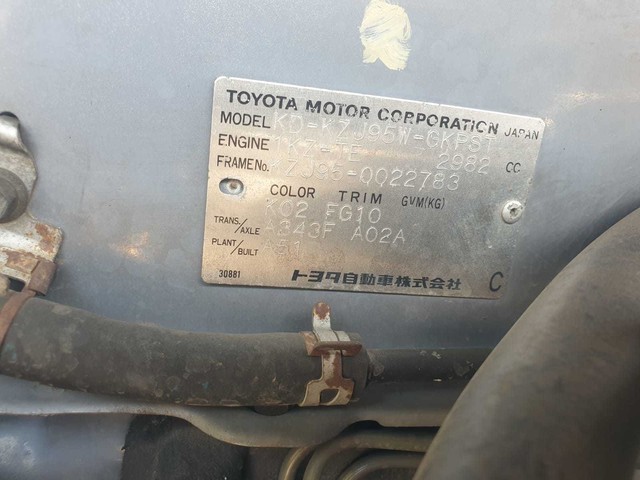 TOYOTA MOTOR CORPORATION JAPAN
MODEL KD-KZJ95W-GKPST
ENGINE 1KZ-TE 2982 CC
FRAME No. KZJ95-0022783
COLOR TRIM GVM(KG)
K02 FG10
TRANS/AXLE A343F A02A
PLANT/BUILT A51
30881 トヨタ自動車株式会社 C